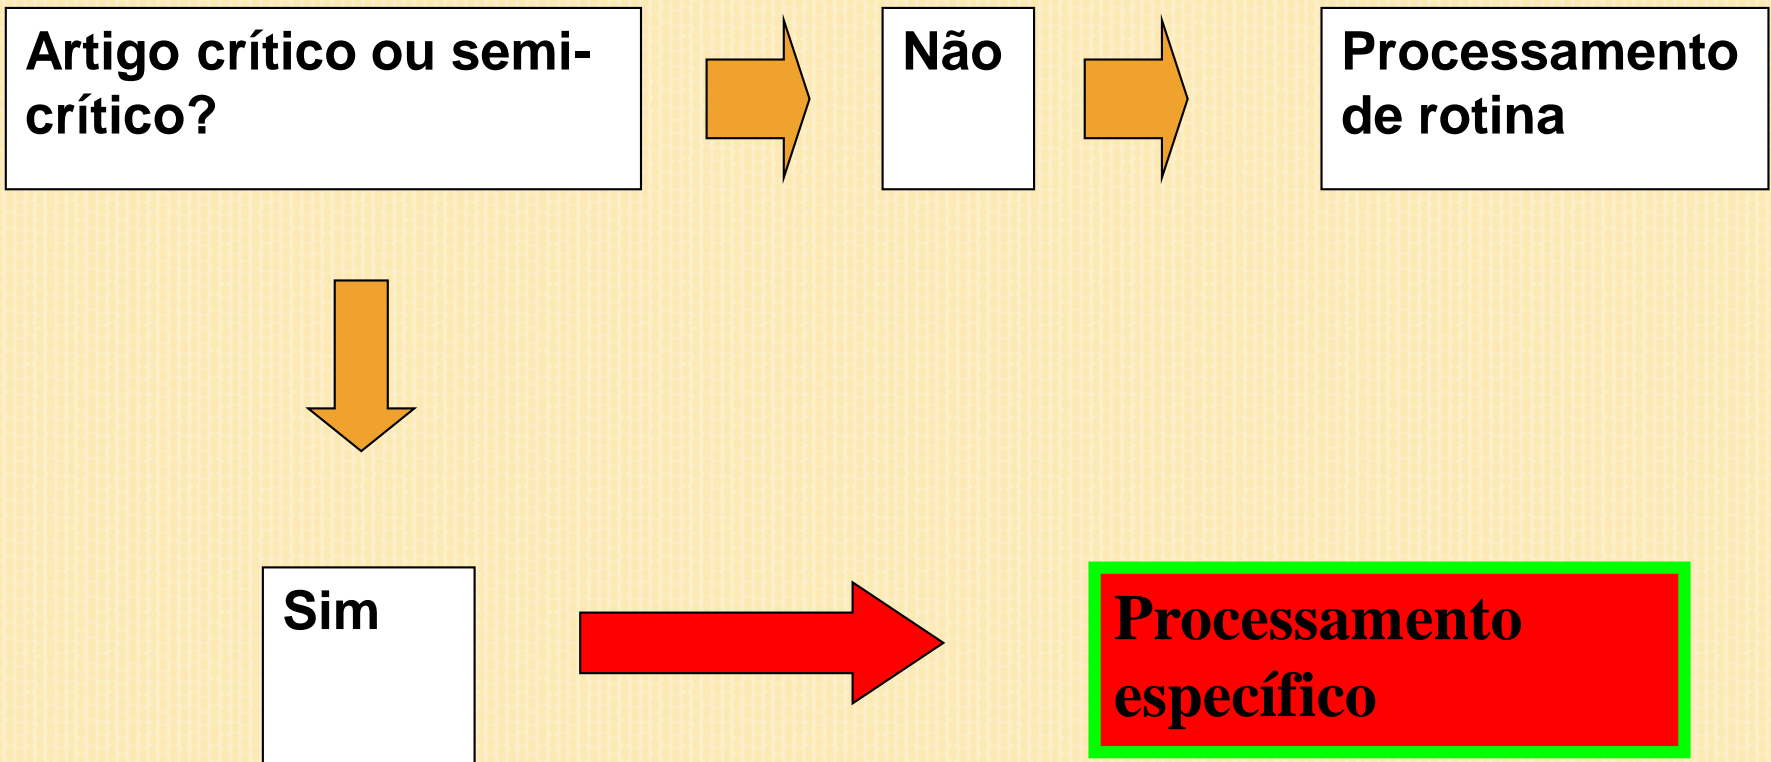 Artigo crítico ou semi-
crítico?
Não
Processamento
de rotina
Sim
Processamento
específico